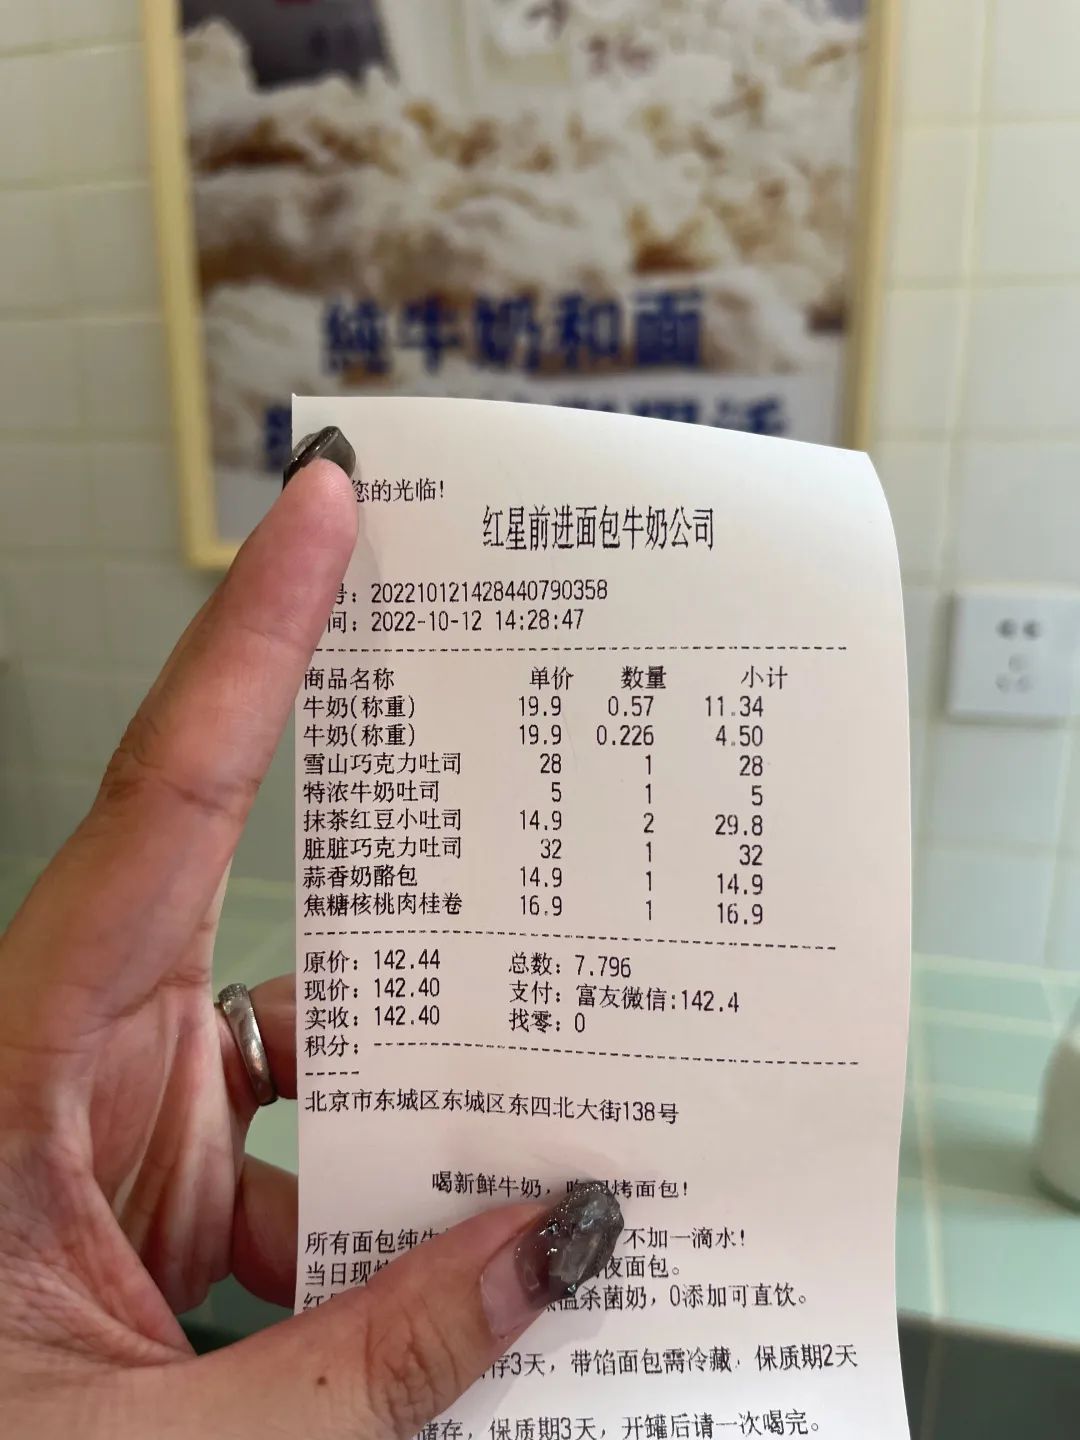 纯牛奶和面
您的光临!
红星前进面包牛奶公司
号: 202210121428440790358
间: 2022-10-12 14:28:47
商品名称 单价 数量 小计
牛奶(称重) 19.9 0.57 11.34
牛奶(称重) 19.9 0.226 4.50
雪山巧克力吐司 28 1 28
特浓牛奶吐司 5 1 5
抹茶红豆小吐司 14.9 2 29.8
脏脏巧克力吐司 32 1 32
蒜香奶酪包 14.9 1 14.9
焦糖核桃肉桂卷 16.9 1 16.9
原价: 142.44 总数: 7.796
现价: 142.40 支付: 富友微信:142.4
实收: 142.40 找零: 0
积分:
北京市东城区东城区东四北大街138号
喝新鲜牛奶, 烤面包!
所有面包纯牛 不加一滴水!
当日现 夜面包。
红 温杀菌奶, 0添加可直饮。
存3天, 带馅面包需冷藏, 保质期2天
储存, 保质期3天, 开罐后请一次喝完。